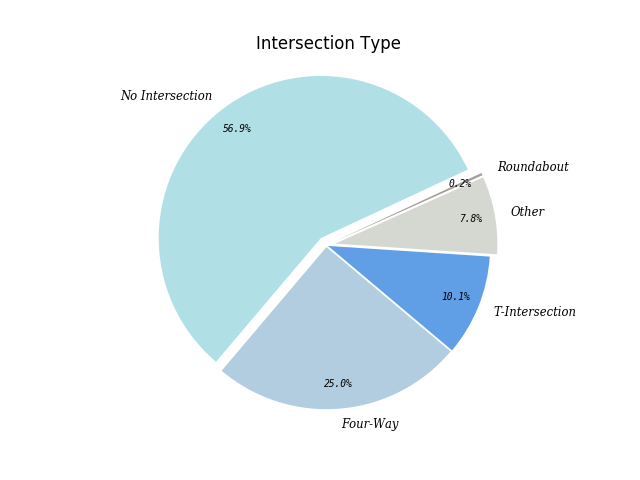 Intersection Type
No Intersection
56.9%
Roundabout
0.2%
Other
7.8%
T-Intersection
10.1%
25.0%
Four-Way